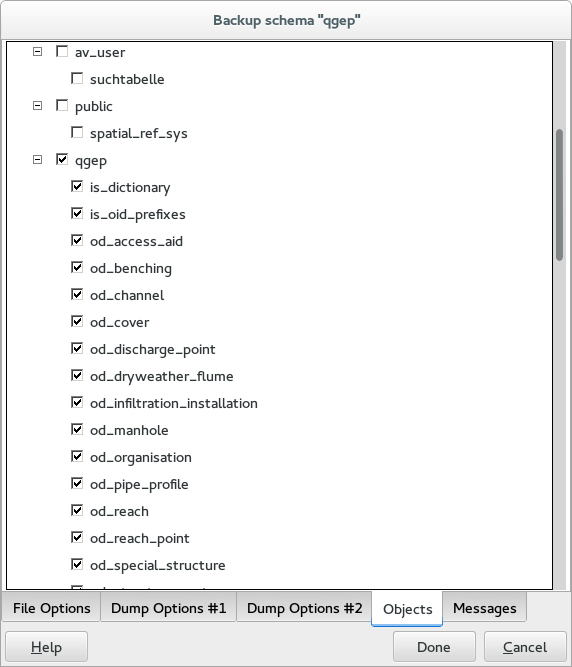 Backup schema "qgep"
av_user
suchtabelle
public
spatial_ref_sys
qgep
is_dictionary
is_oid_prefixes
od_access_aid
od_benching
od_channel
od_cover
od_discharge_point
od_dryweather_flume
od_infiltration_installation
od_manhole
od_organisation
od_pipe_profile
od_reach
od_reach_point
od_special_structure
File Options Dump Options #1 Dump Options #2 Objects Messages
Help Done Cancel